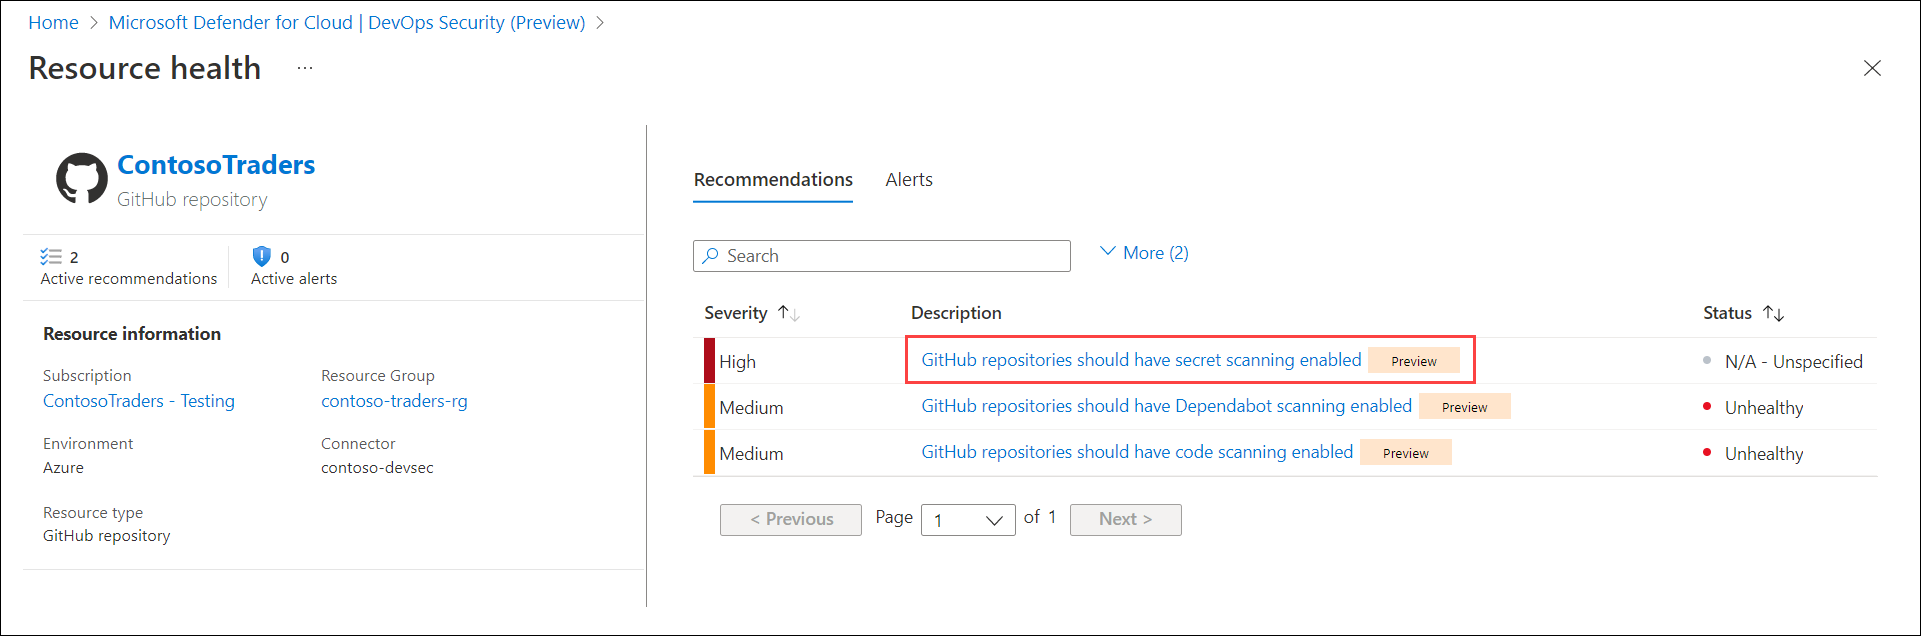 Home > Microsoft Defender for Cloud | DevOps Security (Preview) >
Resource health ...
ContosoTraders
GitHub repository
2
Active recommendations
0
Active alerts
Resource information
Subscription
ContosoTraders - Testing
Resource Group
contoso-traders-rg
Environment
Azure
Connector
contoso-devsec
Resource type
GitHub repository
Recommendations Alerts
Search
More (2)
Severity Description Status
High GitHub repositories should have secret scanning enabled Preview N/A - Unspecified
Medium GitHub repositories should have Dependabot scanning enabled Preview Unhealthy
Medium GitHub repositories should have code scanning enabled Preview Unhealthy
< Previous Page 1 of 1 Next >